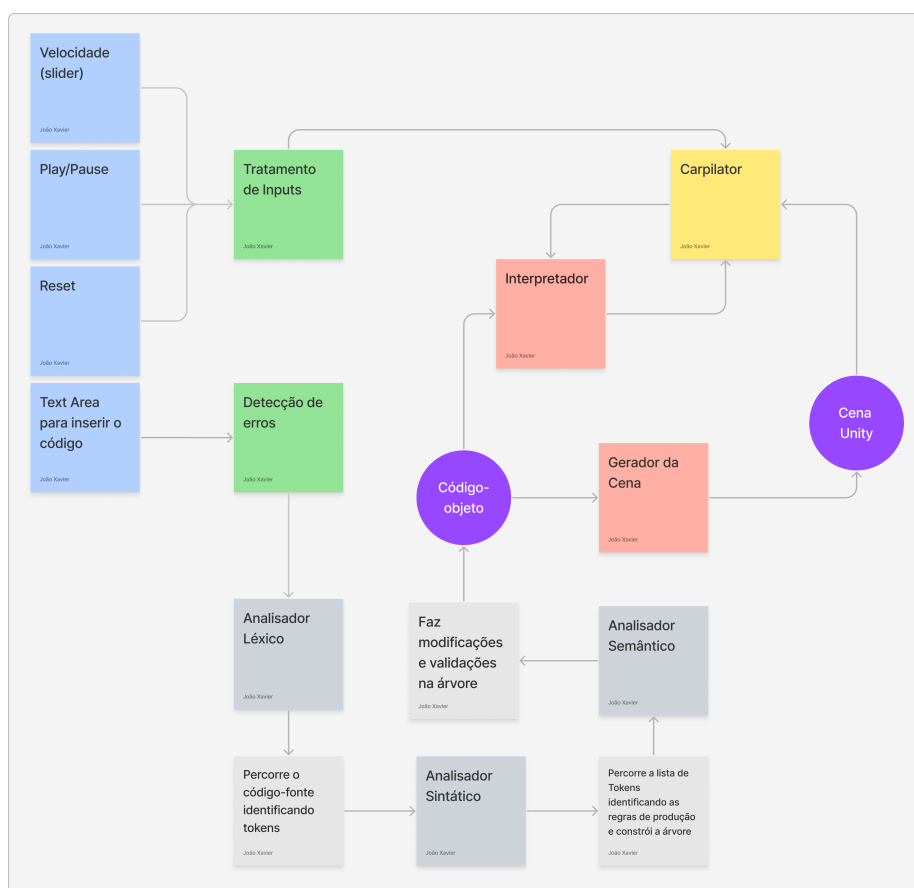 Velocidade
(slider)
João Xavier
Play/Pause
João Xavier
Reset
João Xavier
Text Area
para inserir o
código
João Xavier
Tratamento
de Inputs
João Xavier
Detecção de
erros
João Xavier
Carpilator
João Xavier
Interpretador
João Xavier
Cena
Unity
Gerador da
Cena
João Xavier
Código-
objeto
Analisador
Léxico
João Xavier
Faz
modificações
e validações
na árvore
João Xavier
Analisador
Semântico
João Xavier
Percorre o
código-fonte
identificando
tokens
João Xavier
Analisador
Sintático
João Xavier
Percorre a lista de
Tokens
identificando as
regras de produção
e constrói a árvore
João Xavier